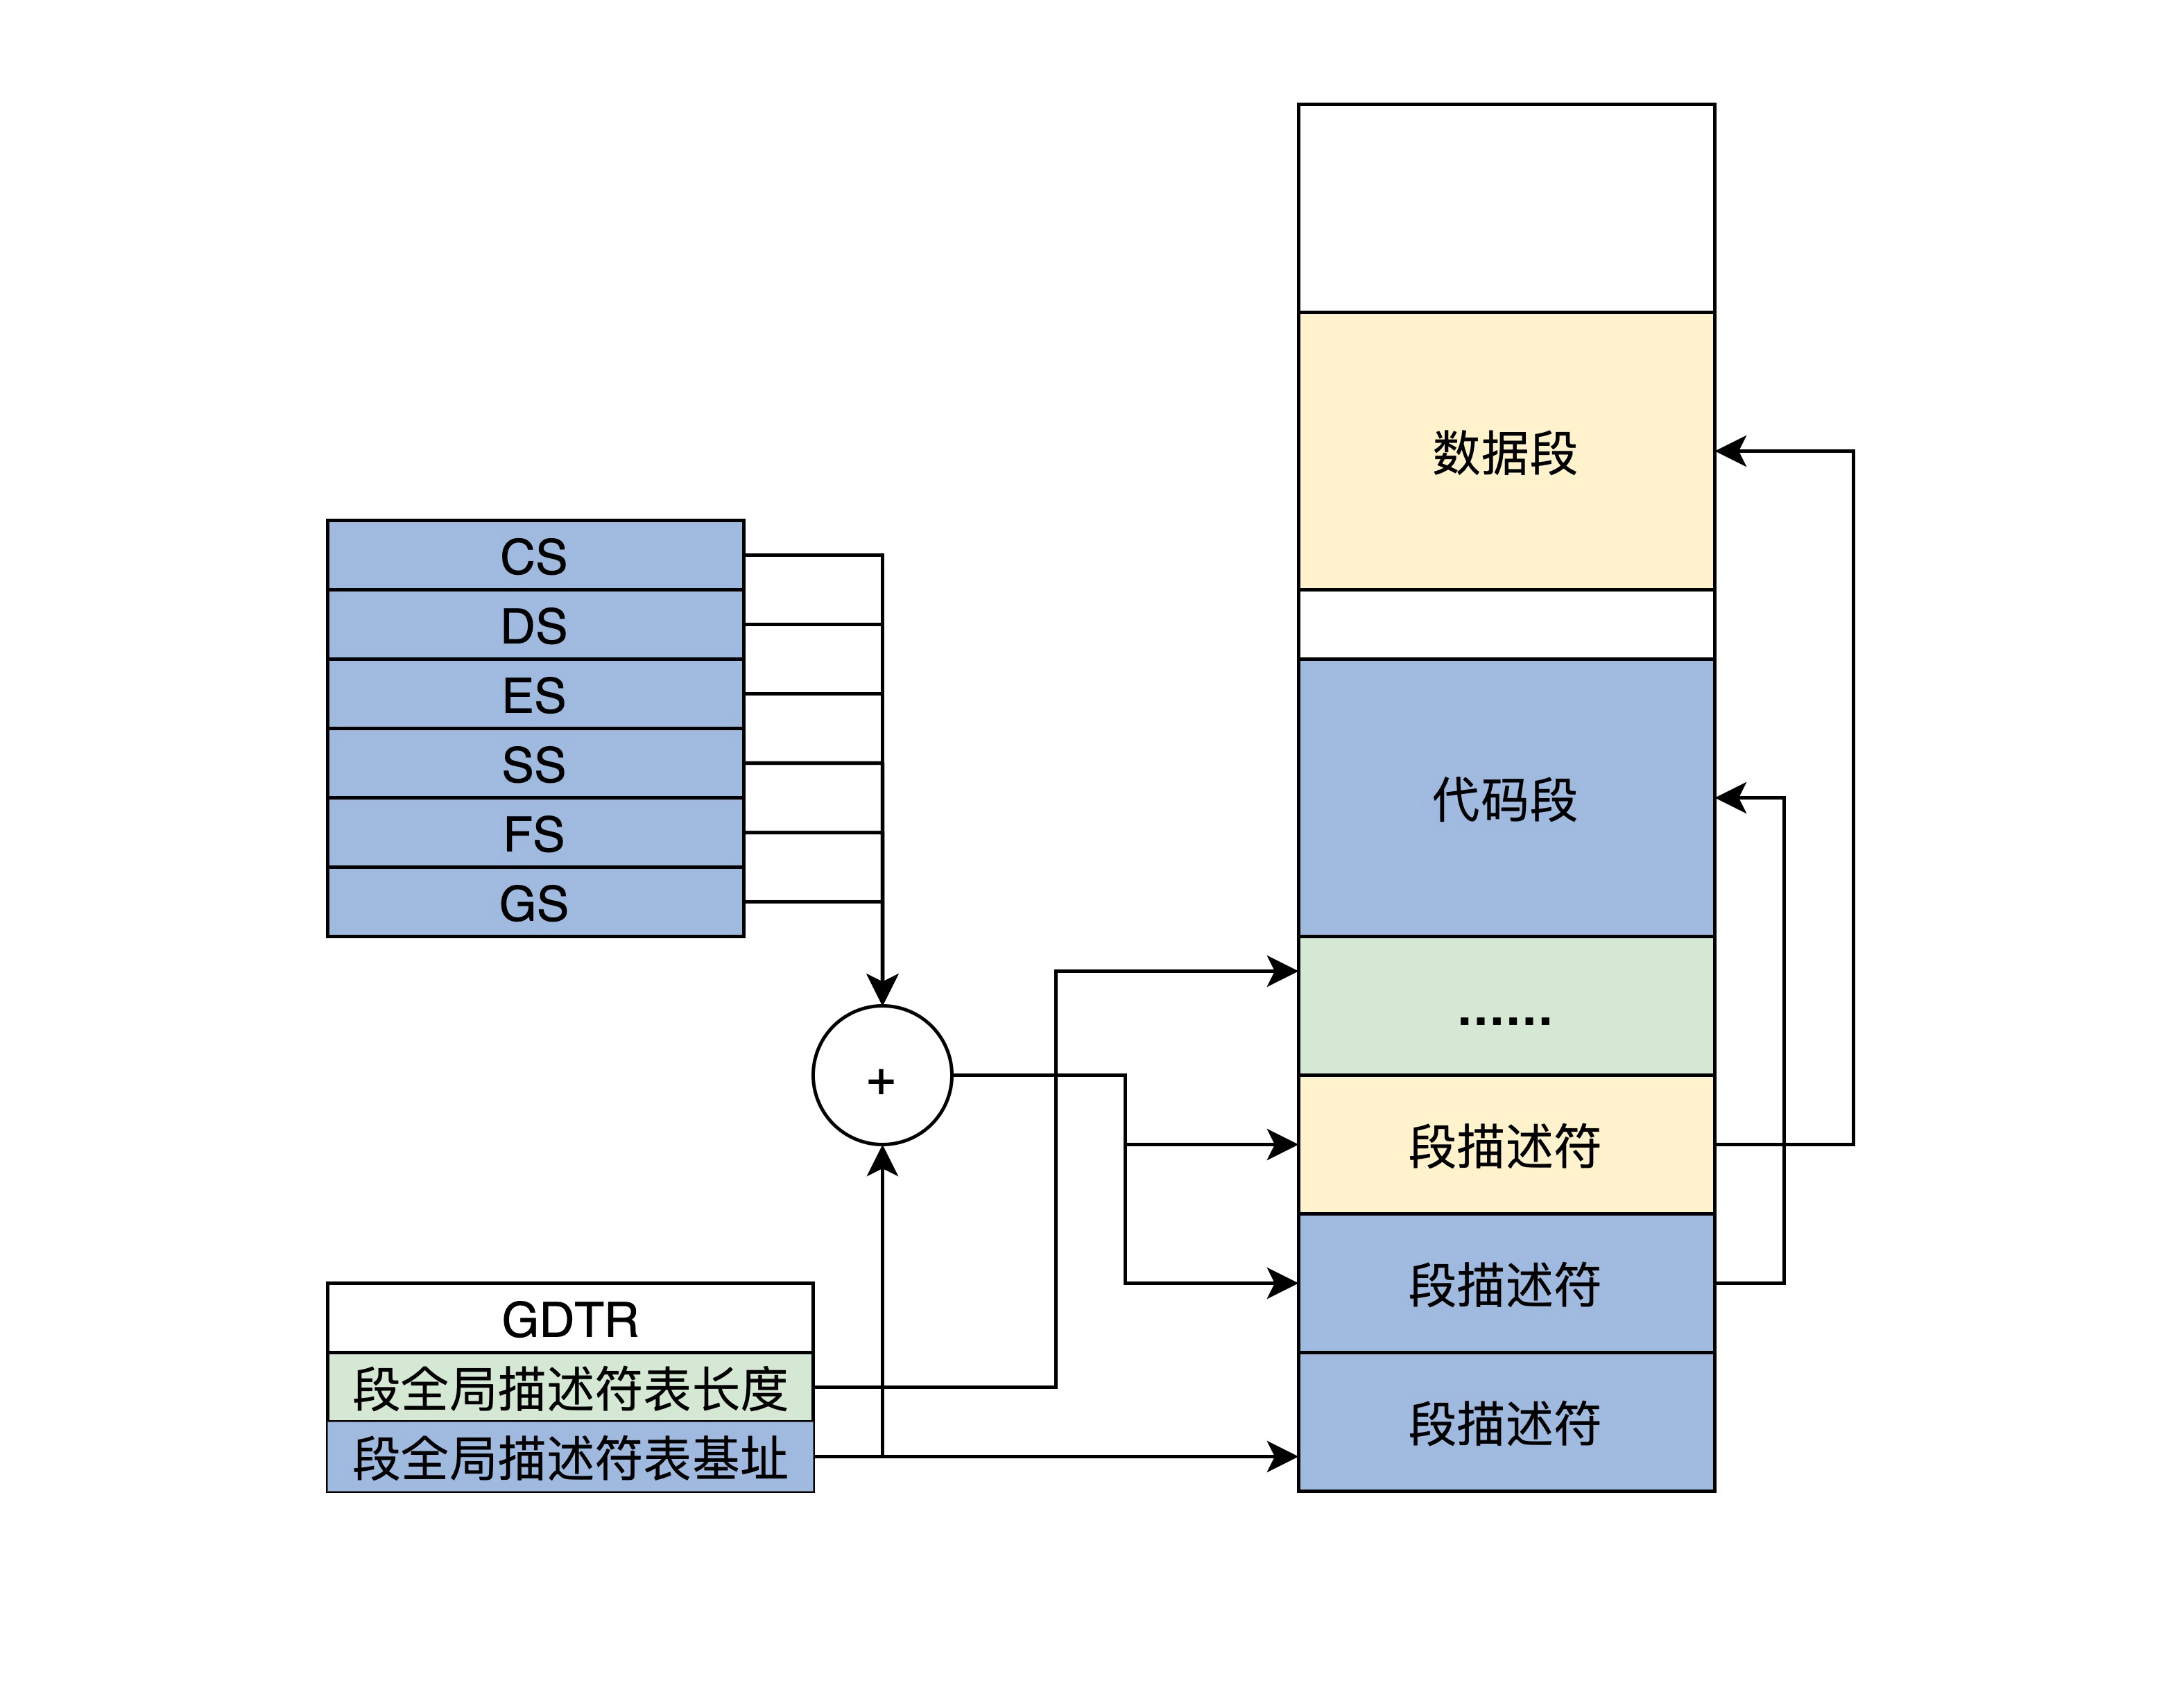 CS
DS
ES
SS
FS
GS
+
GDTR
段全局描述符表长度
段全局描述符表基址
数据段
代码段
……
段描述符
段描述符
段描述符